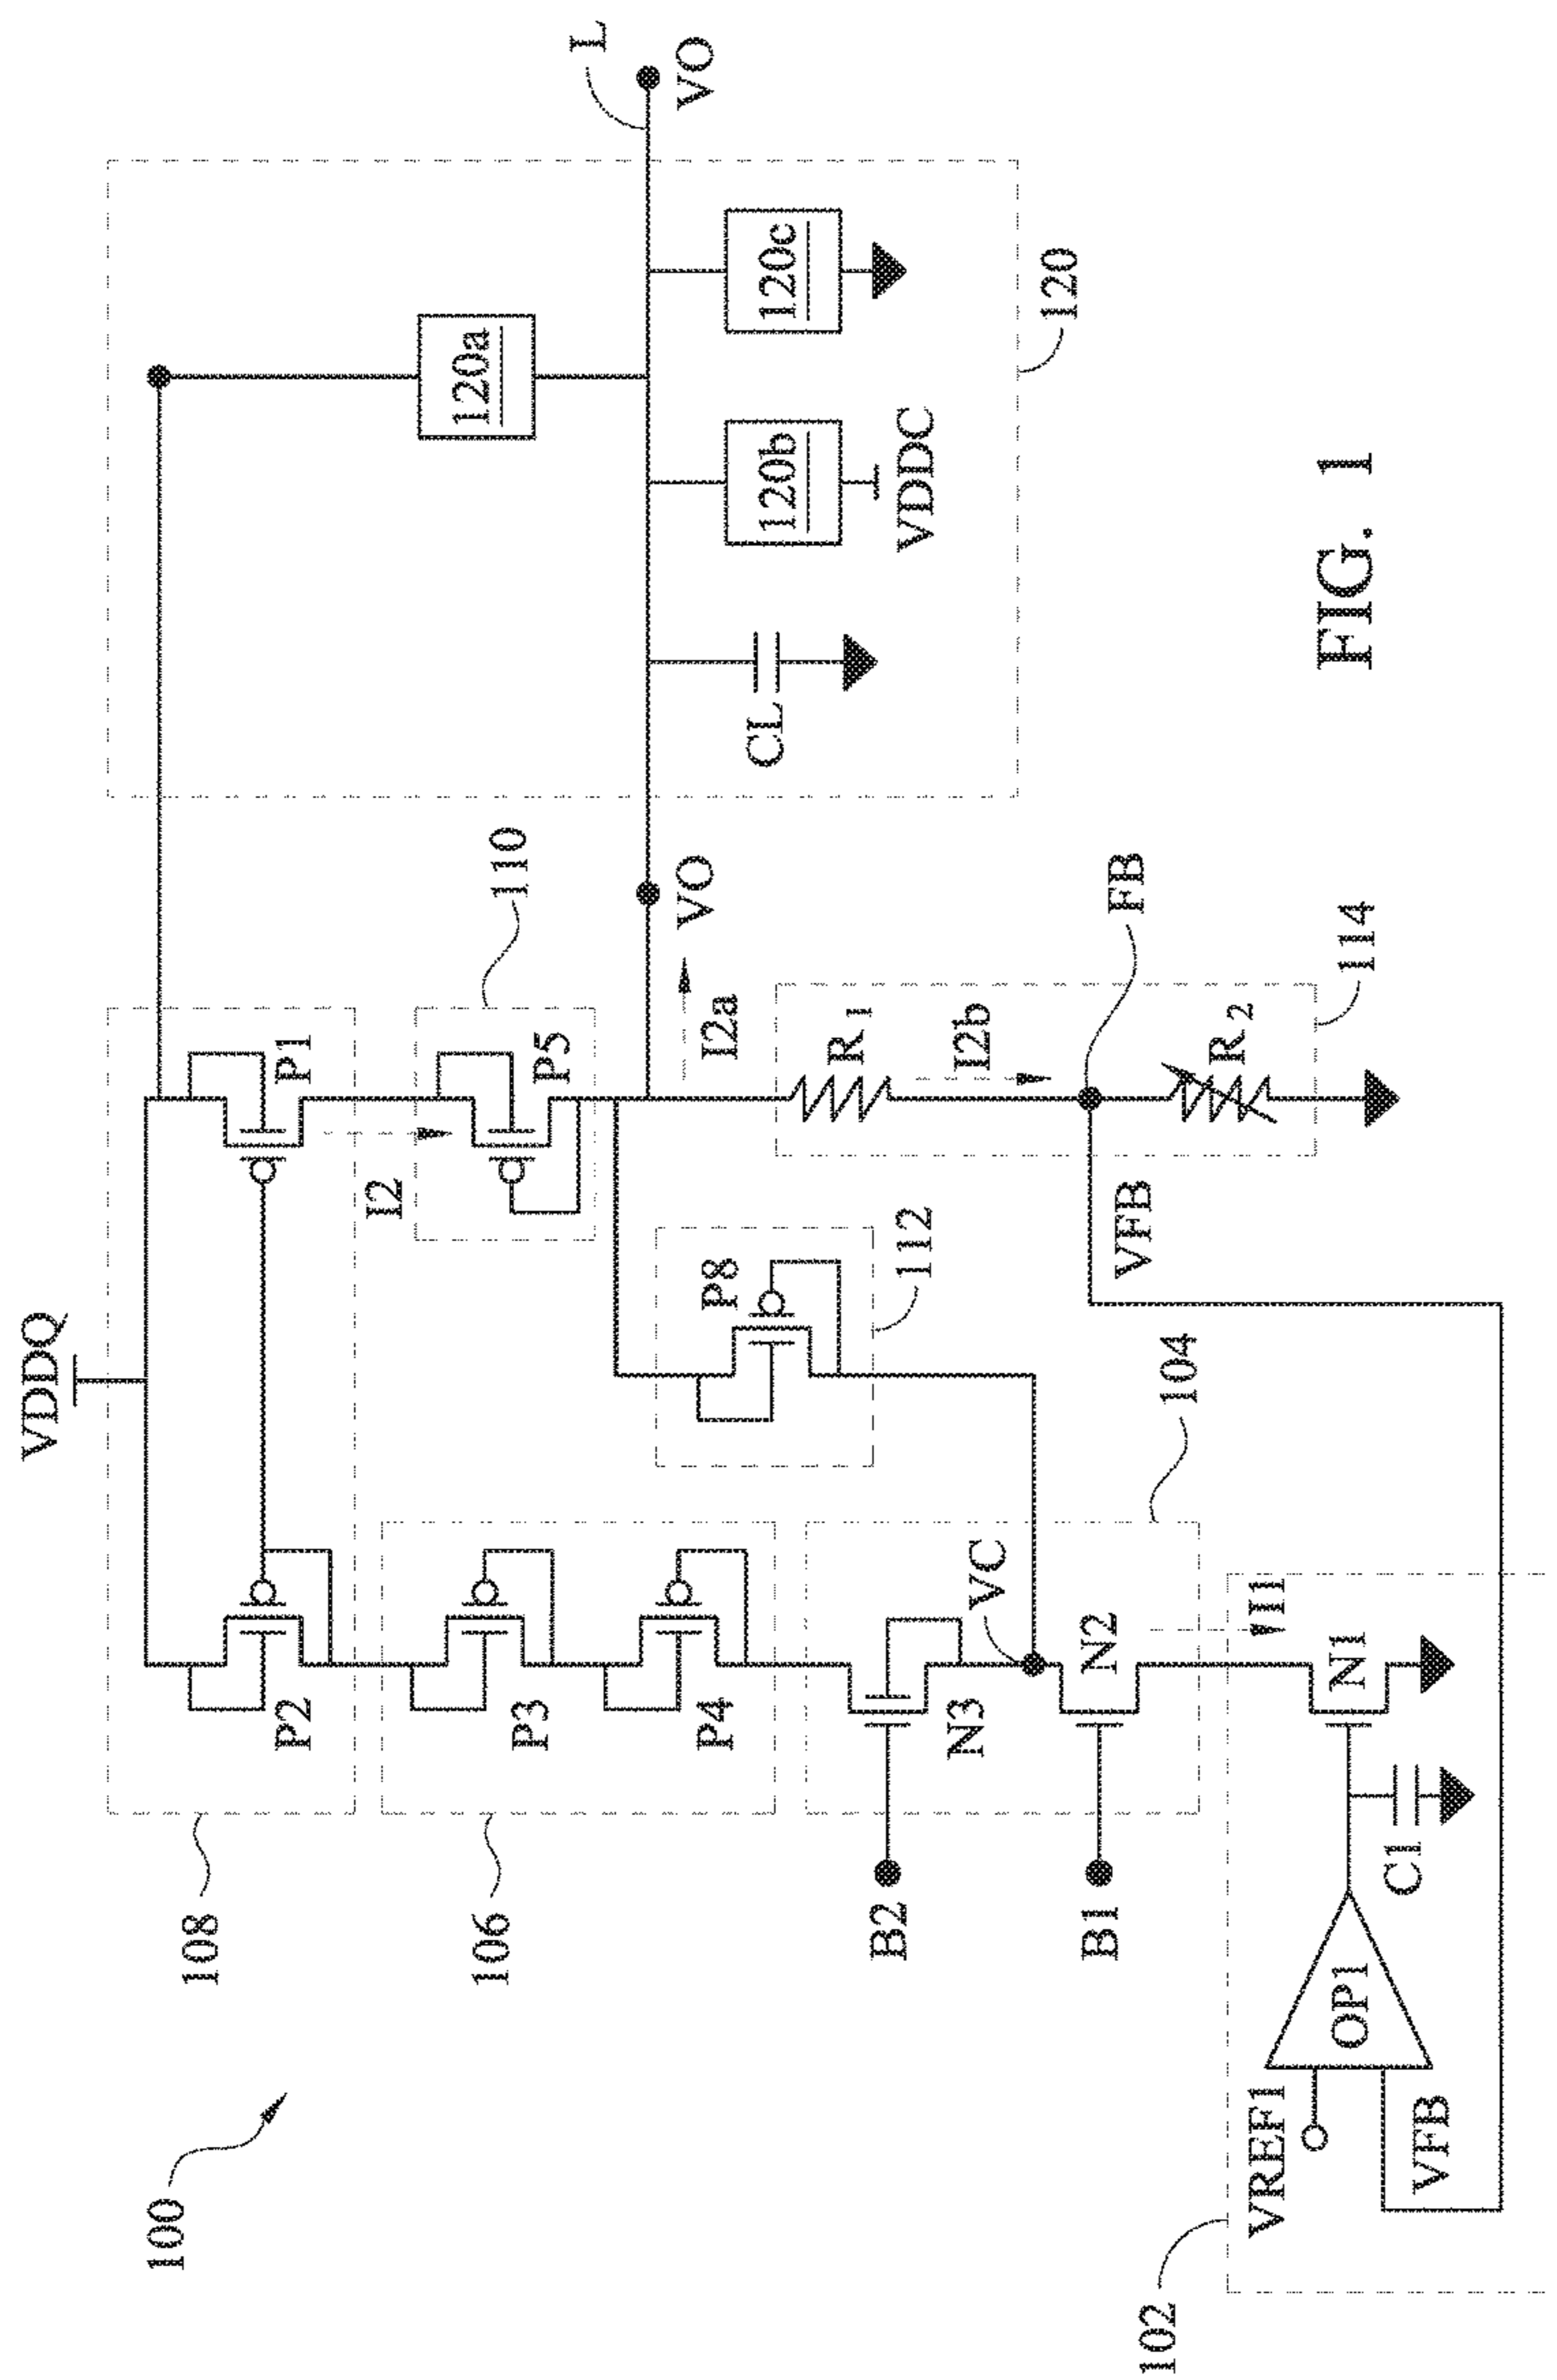 100
VDDQ
108
P2
P1
I2
106
P3
P4
110
P5
L
VO
120a
120b
VDDC
120c
CL
120
VO
I2a
112
P8
B2
N3
VC
104
B1
N2
I1
R1
I2b
FB
R2
114
VFB
102
VREF1
VFB
OP1
C1
N1
FIG. 1